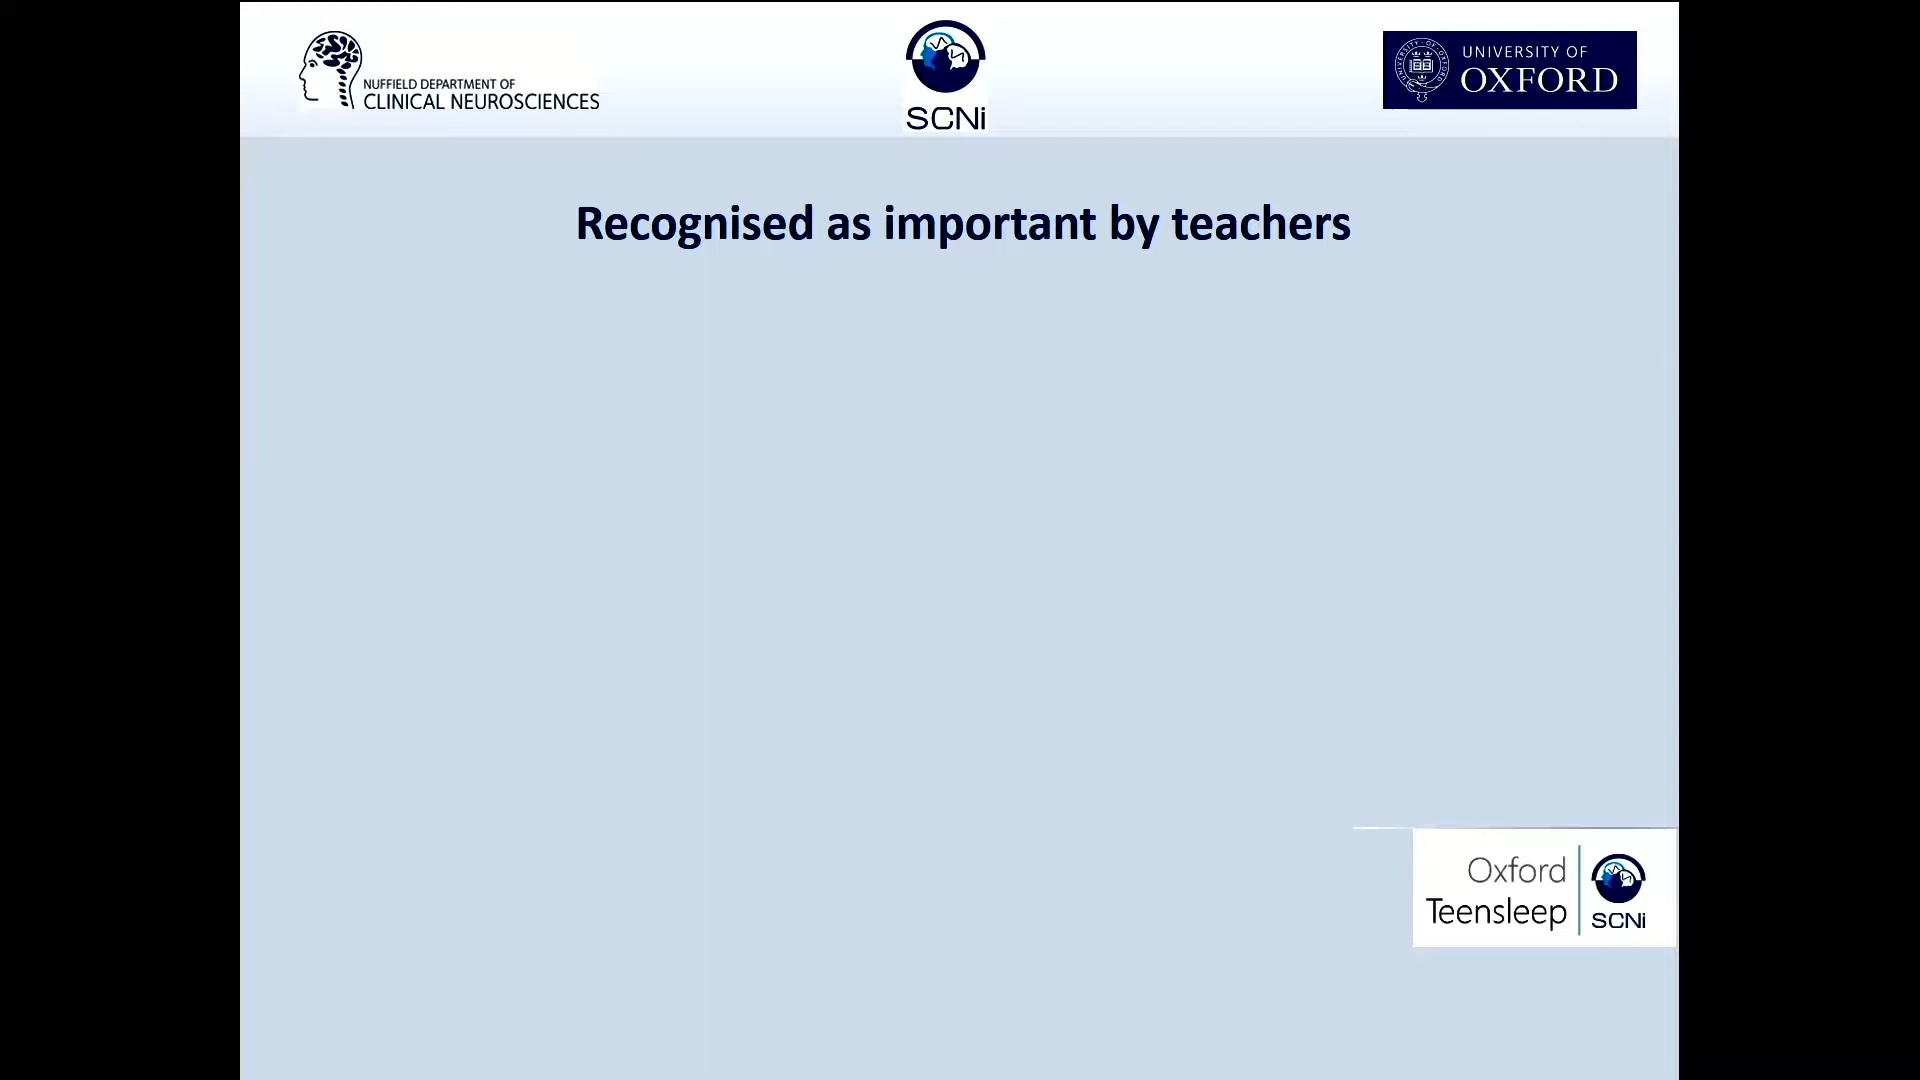 NUFFIELD DEPARTMENT OF
CLINICAL NEUROSCIENCES
SCNi
UNIVERSITY OF
OXFORD
Recognised as important by teachers
Oxford
Teensleep
SCNi